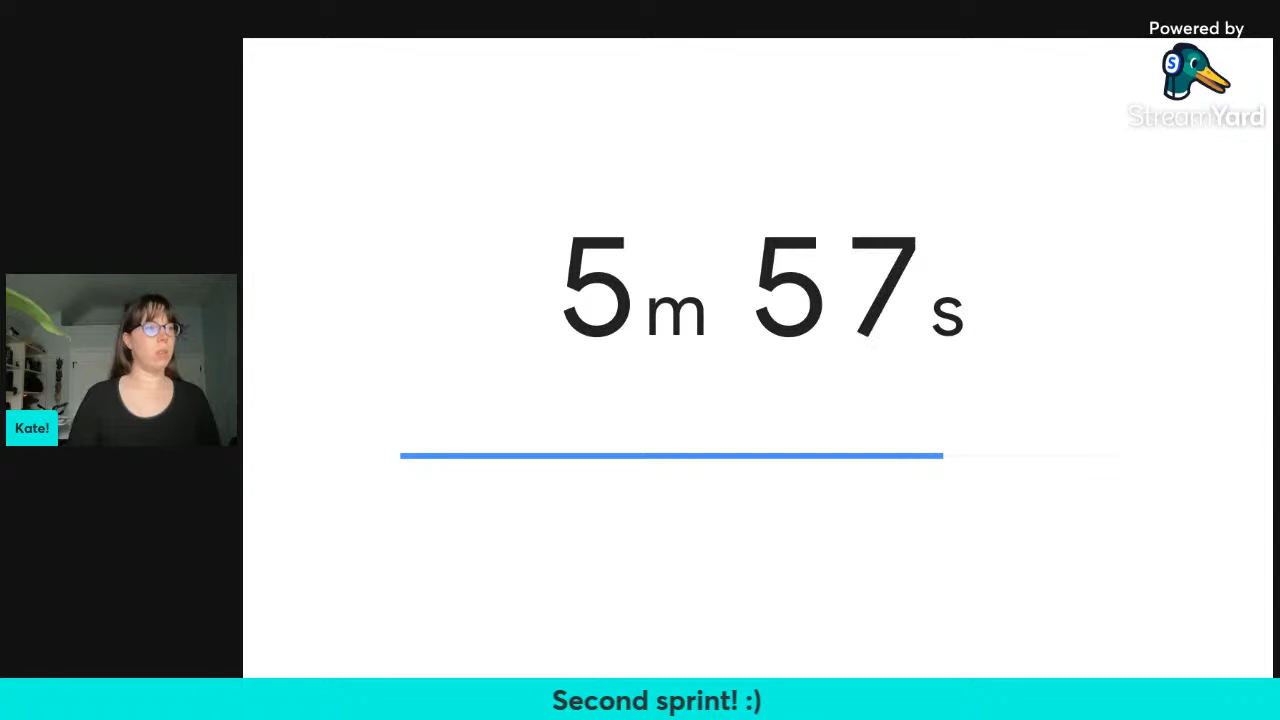 Powered by
S
StreamYard
5m 57s
Kate!
Second sprint! :)